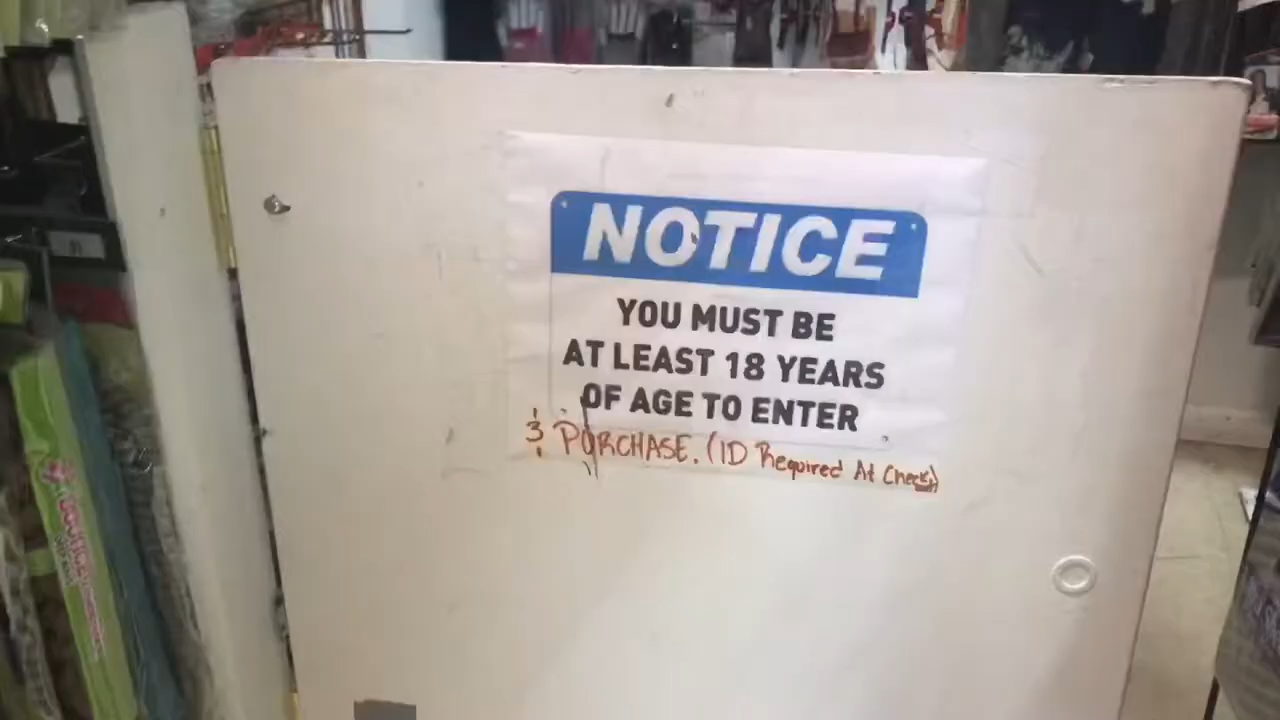 NOTICE
YOU MUST BE
AT LEAST 18 YEARS
OF AGE TO ENTER
& PURCHASE. (ID Required At Check)